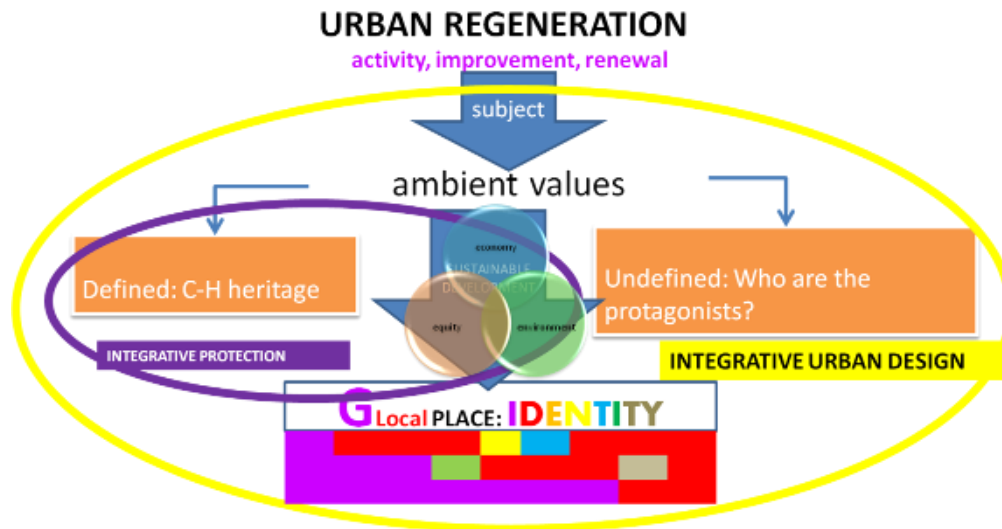 URBAN REGENERATION
activity, improvement, renewal
subject
ambient values
economy
SUSTAINABLE
DEVELOPMENT
Defined: C-H heritage
Undefined: Who are the
protagonists?
equity
environment
INTEGRATIVE PROTECTION
INTEGRATIVE URBAN DESIGN
GLocal PLACE: IDENTITY